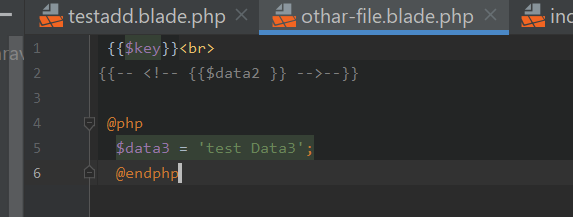 testadd.blade.php × othar-file.blade.php × ind
1 {{$key}}<br>
2 {{-- <!-- {{$data2 }} -->--}}
3
4 @php
5 $data3 = 'test Data3';
6 @endphp